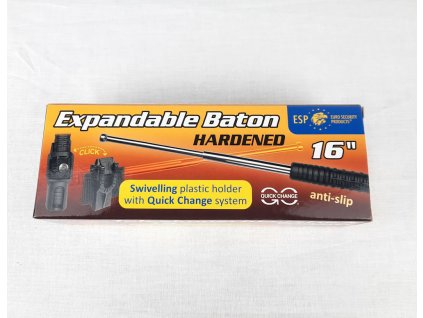 Expandable Baton
HARDENED
ESP
EURO SECURITY
PRODUCTS
16"
CLICK
Swivelling plastic holder
with Quick Change system
QUICK CHANGE
anti-slip